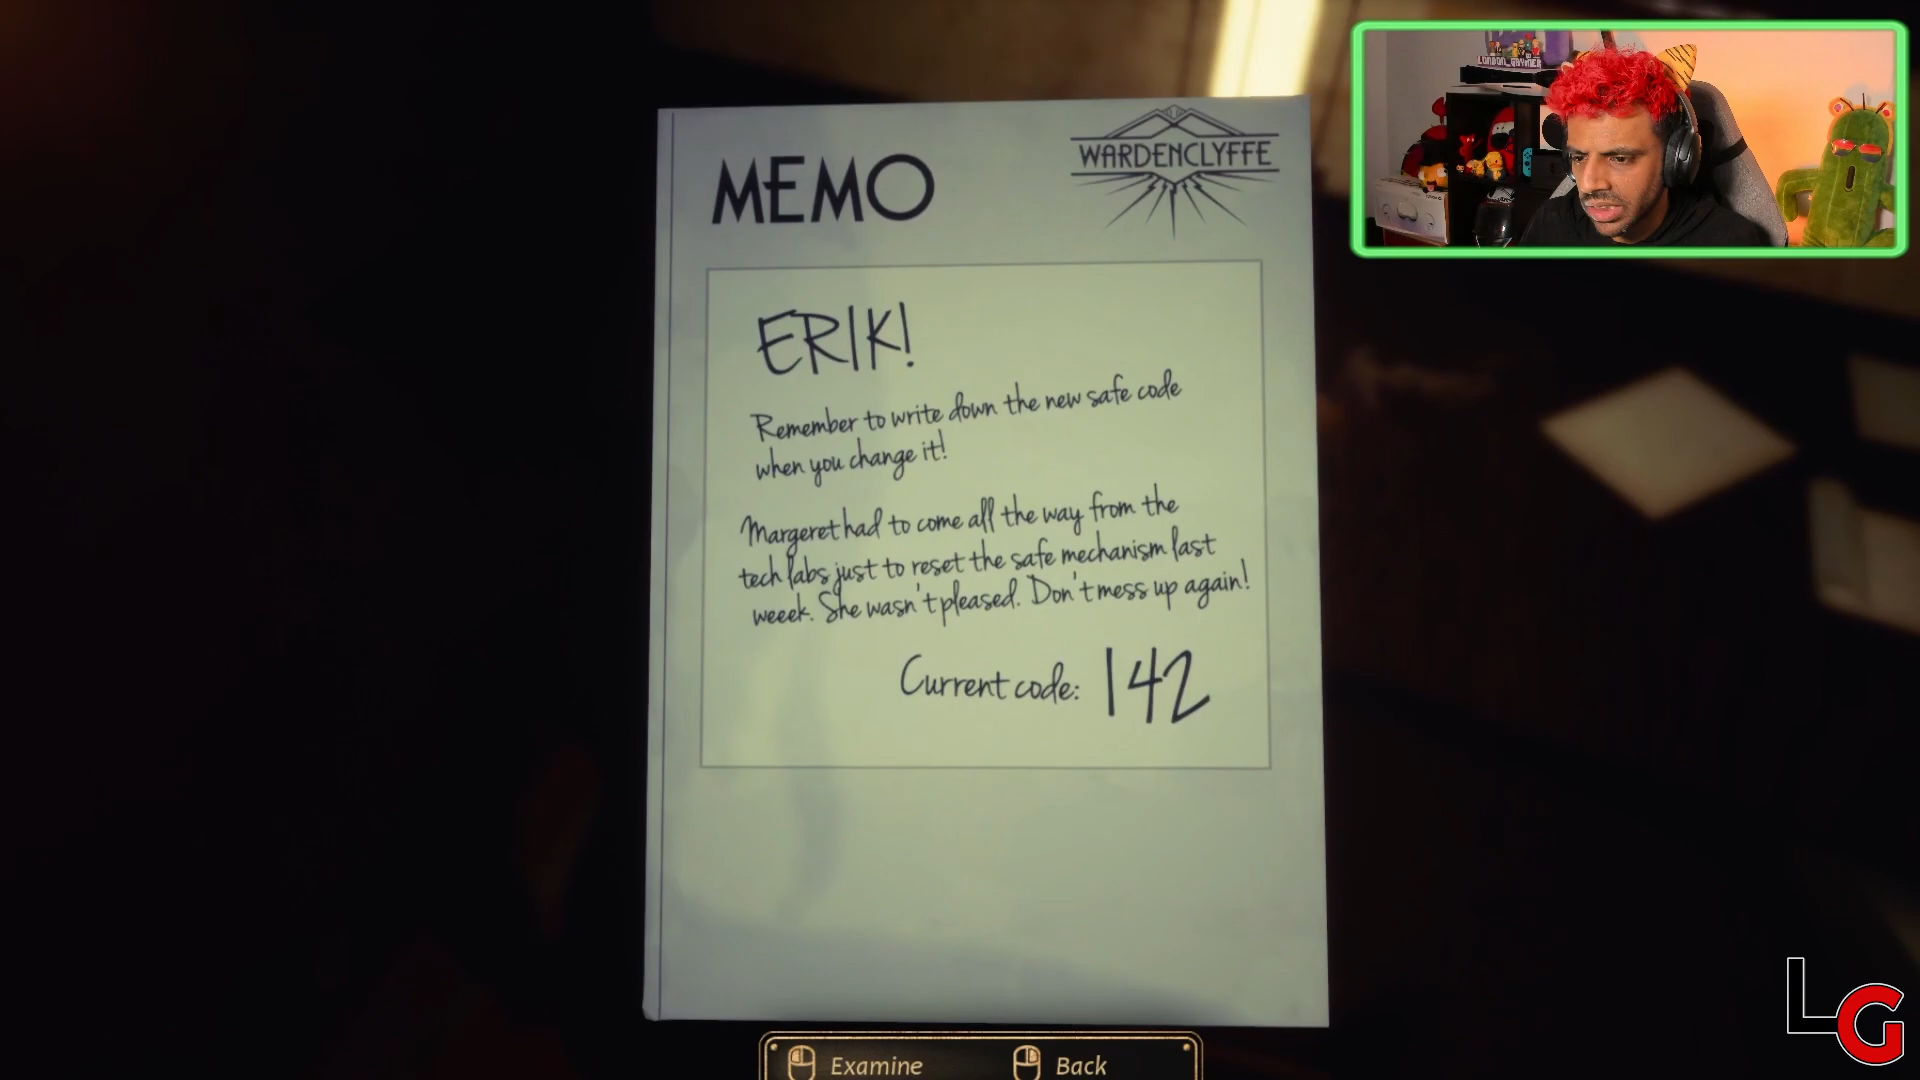 LONDON_GAYMER
WARDENCLYFFE
MEMO
ERIK!
Remember to write down the new safe code
when you change it!
Margeret had to come all the way from the
tech labs just to reset the safe mechanism last
weeek. She wasn't pleased. Don't mess up again!
Current code: 142
Examine
Back
LG